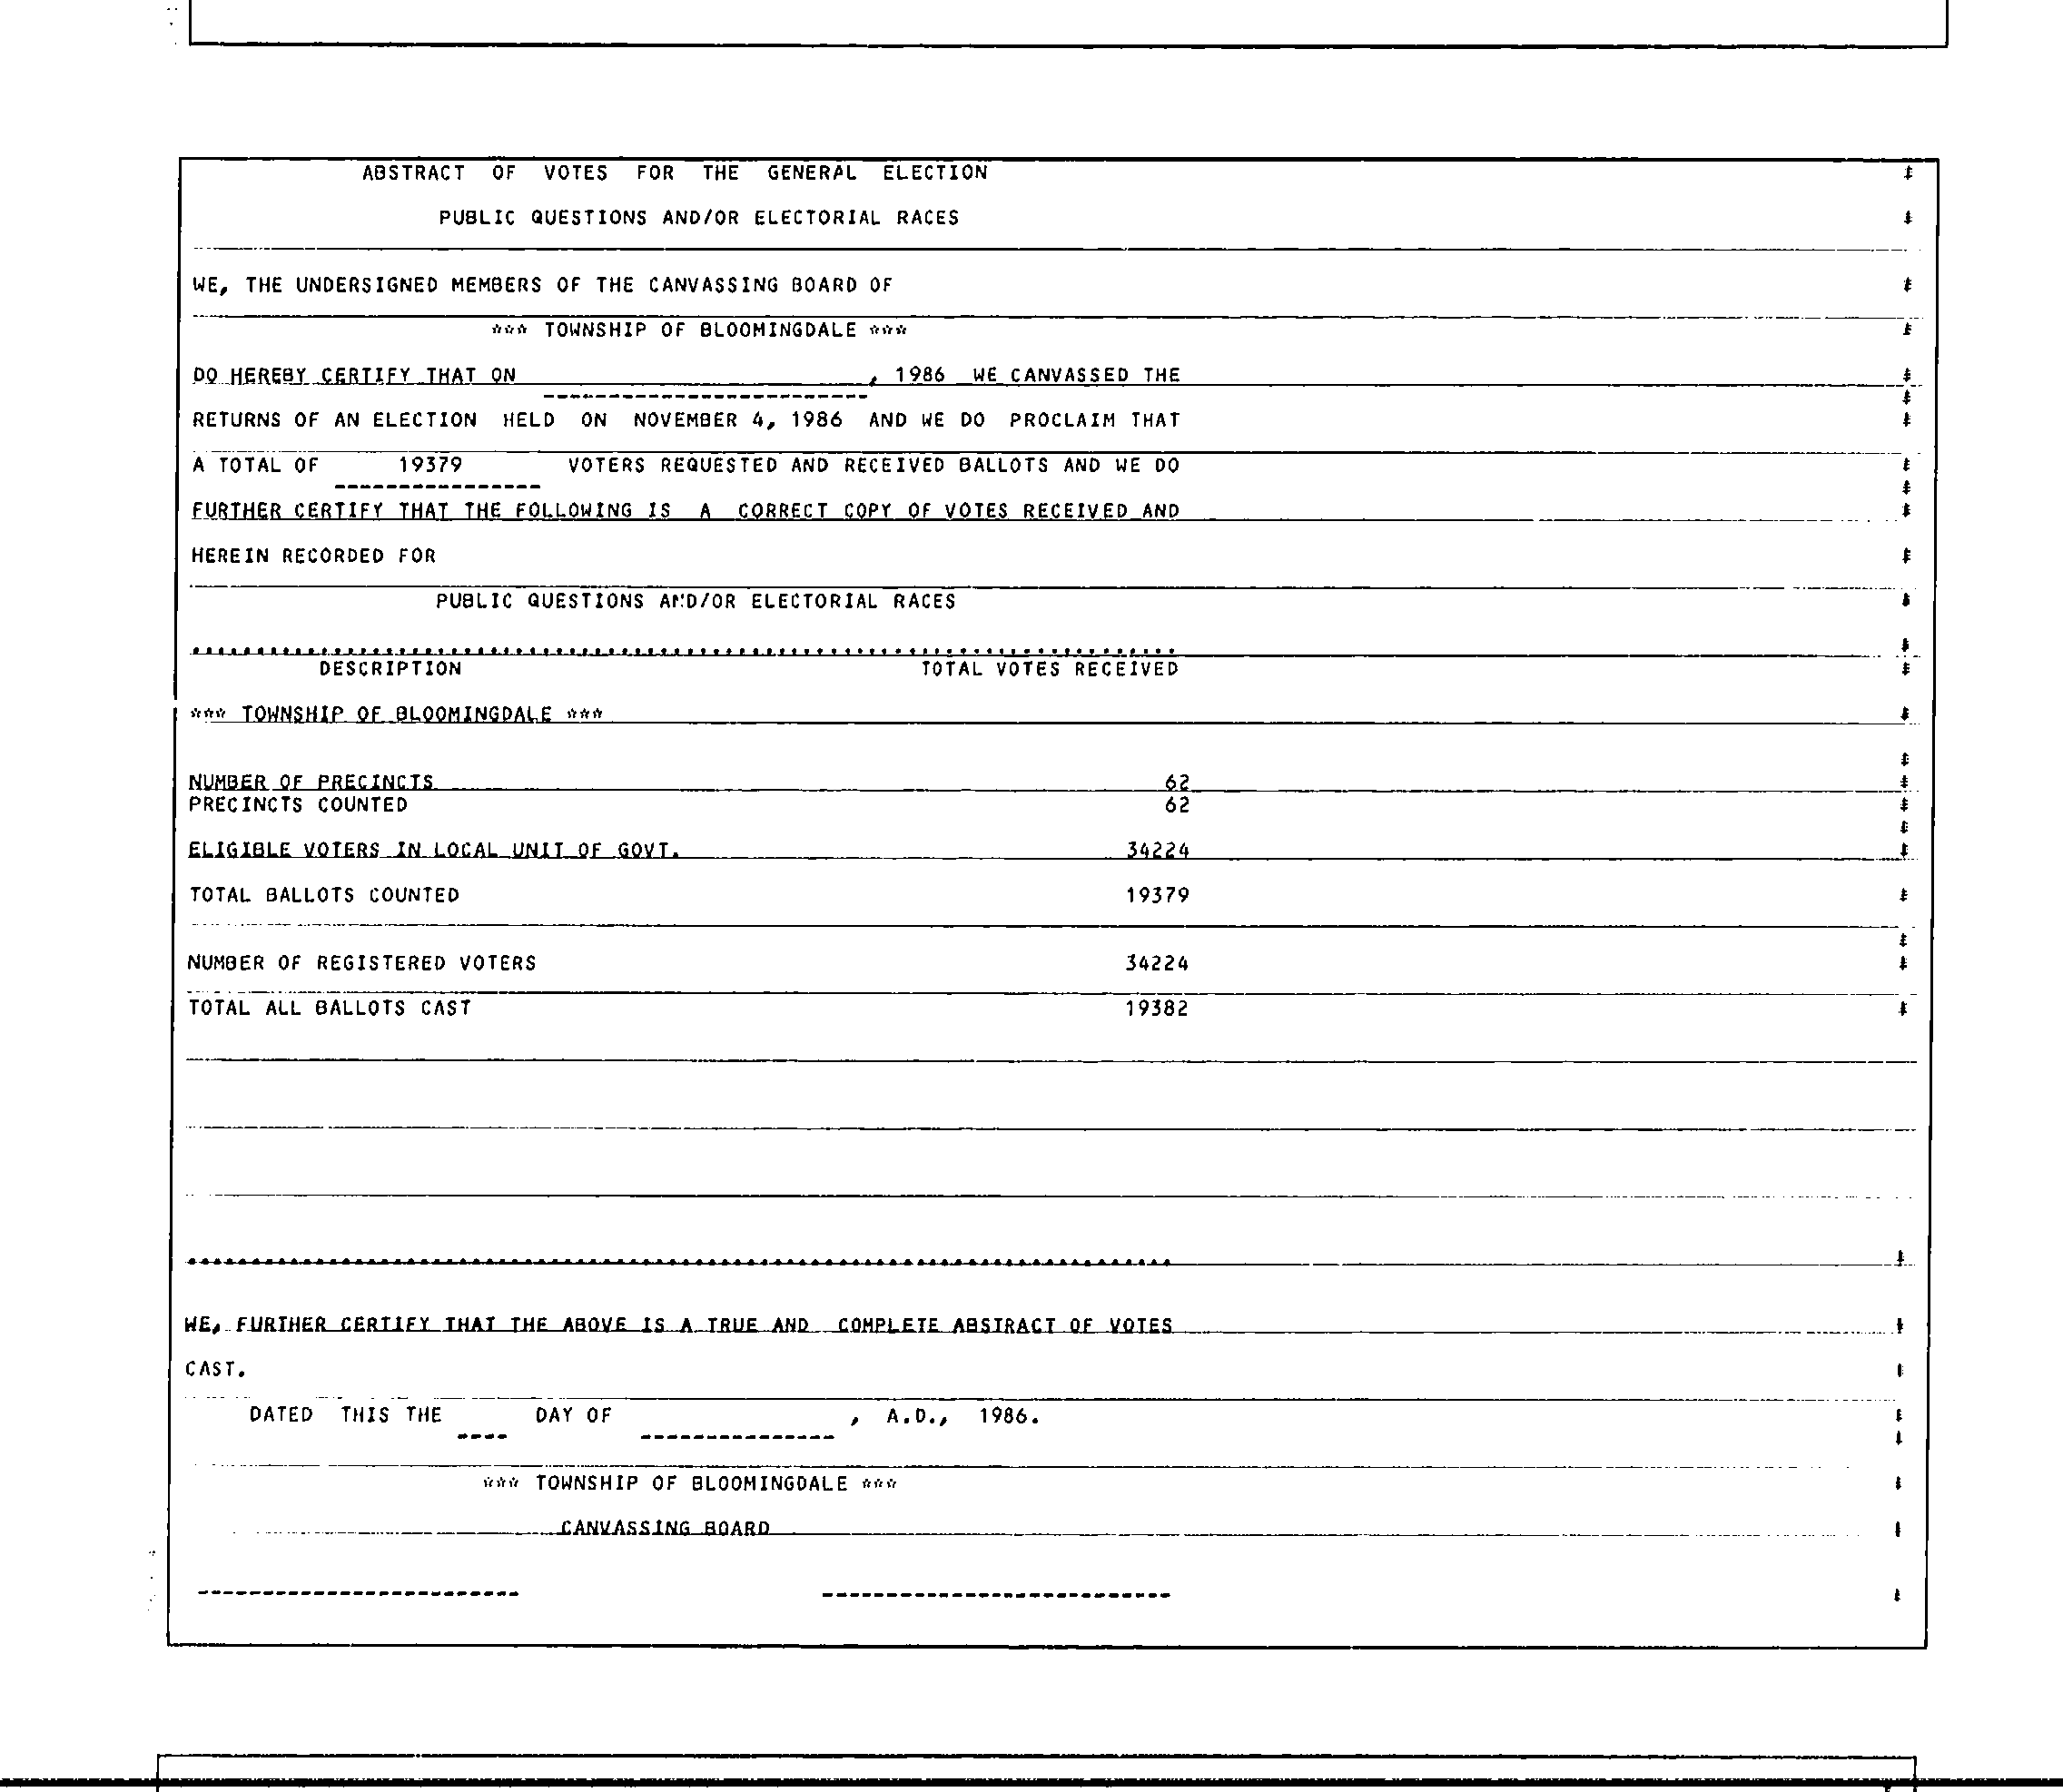 ABSTRACT OF VOTES FOR THE GENERAL ELECTION
PUBLIC QUESTIONS AND/OR ELECTORIAL RACES
WE, THE UNDERSIGNED MEMBERS OF THE CANVASSING BOARD OF
*** TOWNSHIP OF BLOOMINGDALE ***
DO HEREBY CERTIFY THAT ON , 1986 WE CANVASSED THE
RETURNS OF AN ELECTION HELD ON NOVEMBER 4, 1986 AND WE DO PROCLAIM THAT
A TOTAL OF 19379 VOTERS REQUESTED AND RECEIVED BALLOTS AND WE DO
FURTHER CERTIFY THAT THE FOLLOWING IS A CORRECT COPY OF VOTES RECEIVED AND
HEREIN RECORDED FOR
PUBLIC QUESTIONS AND/OR ELECTORIAL RACES
DESCRIPTION TOTAL VOTES RECEIVED
*** TOWNSHIP OF BLOOMINGDALE ***
NUMBER OF PRECINCTS 62
PRECINCTS COUNTED 62
ELIGIBLE VOTERS IN LOCAL UNIT OF GOVT. 34224
TOTAL BALLOTS COUNTED 19379
NUMBER OF REGISTERED VOTERS 34224
TOTAL ALL BALLOTS CAST 19382
WE, FURTHER CERTIFY THAT THE ABOVE IS A TRUE AND COMPLETE ABSTRACT OF VOTES
CAST.
DATED THIS THE ---- DAY OF --------------- , A.D., 1986.
*** TOWNSHIP OF BLOOMINGDALE ***
CANVASSING BOARD